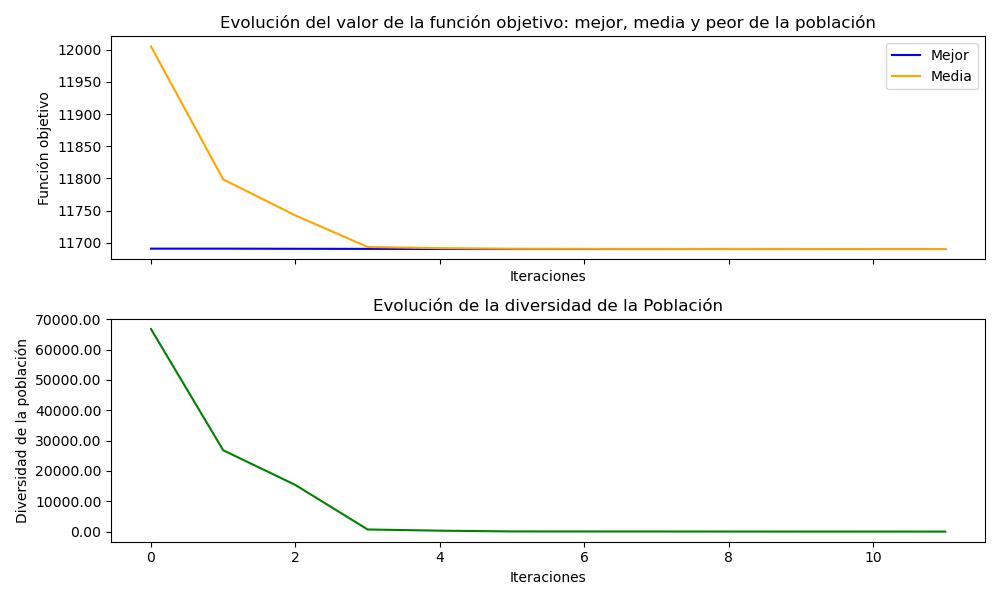 Evolución del valor de la función objetivo: mejor, media y peor de la población
12000
11950
11900
11850
11800
11750
11700
Función objetivo
Mejor
Media
Iteraciones
Evolución de la diversidad de la Población
70000.00
60000.00
50000.00
40000.00
30000.00
20000.00
10000.00
0.00
Diversidad de la población
0 2 4 6 8 10
Iteraciones